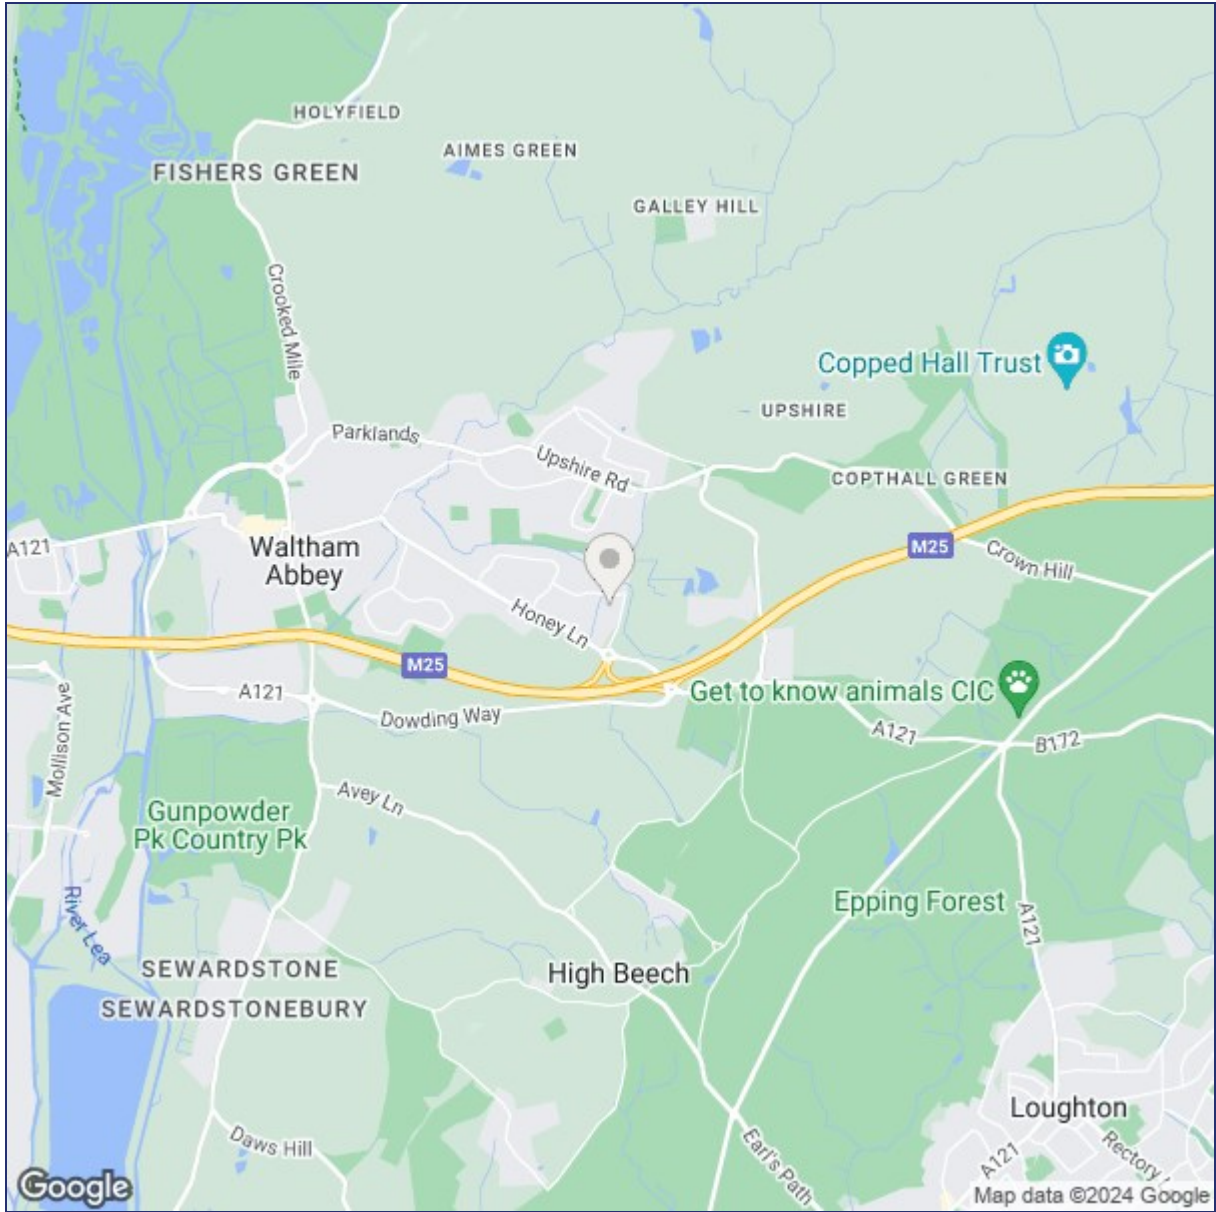 HOLYFIELD
AIMES GREEN
FISHERS GREEN
GALLEY HILL
Crooked Mile
Copped Hall Trust
UPSHIRE
Parklands
Upshire Rd
COPTHALL GREEN
A121
Waltham
Abbey
M25
Crown Hill
Honey Ln
M25
A121
Get to know animals CIC
Dowding Way
A121
B172
Mollison Ave
Avey Ln
Gunpowder
Pk Country Pk
Epping Forest
River Lea
A121
SEWARDSTONE
High Beech
SEWARDSTONEBURY
Loughton
Daws Hill
Earl's Path
A121
Rectory
Google
Map data ©2024 Google